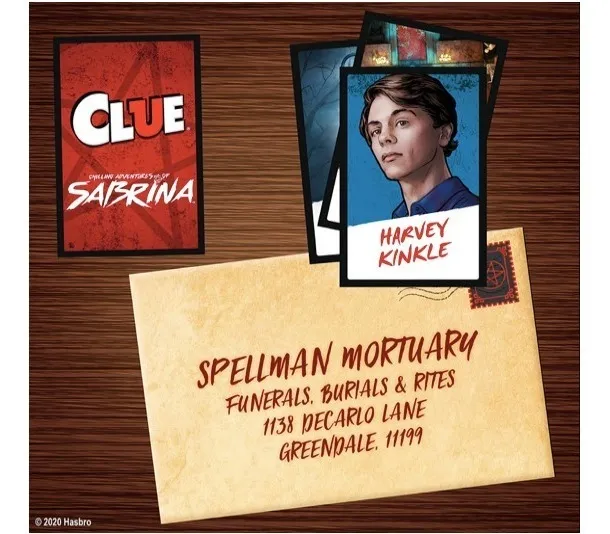 CLUE
CHILLING ADVENTURES OF
SABRINA
HARVEY
KINKLE
SPELLMAN MORTUARY
FUNERALS, BURIALS & RITES
1138 DECARLO LANE
GREENDALE, 11199
© 2020 Hasbro